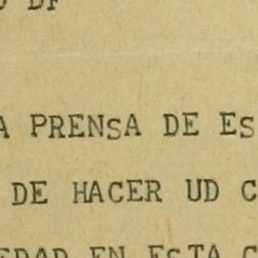 DF
A PRENSA DE ES
DE HACER UD C
EDAD EN ESTA C